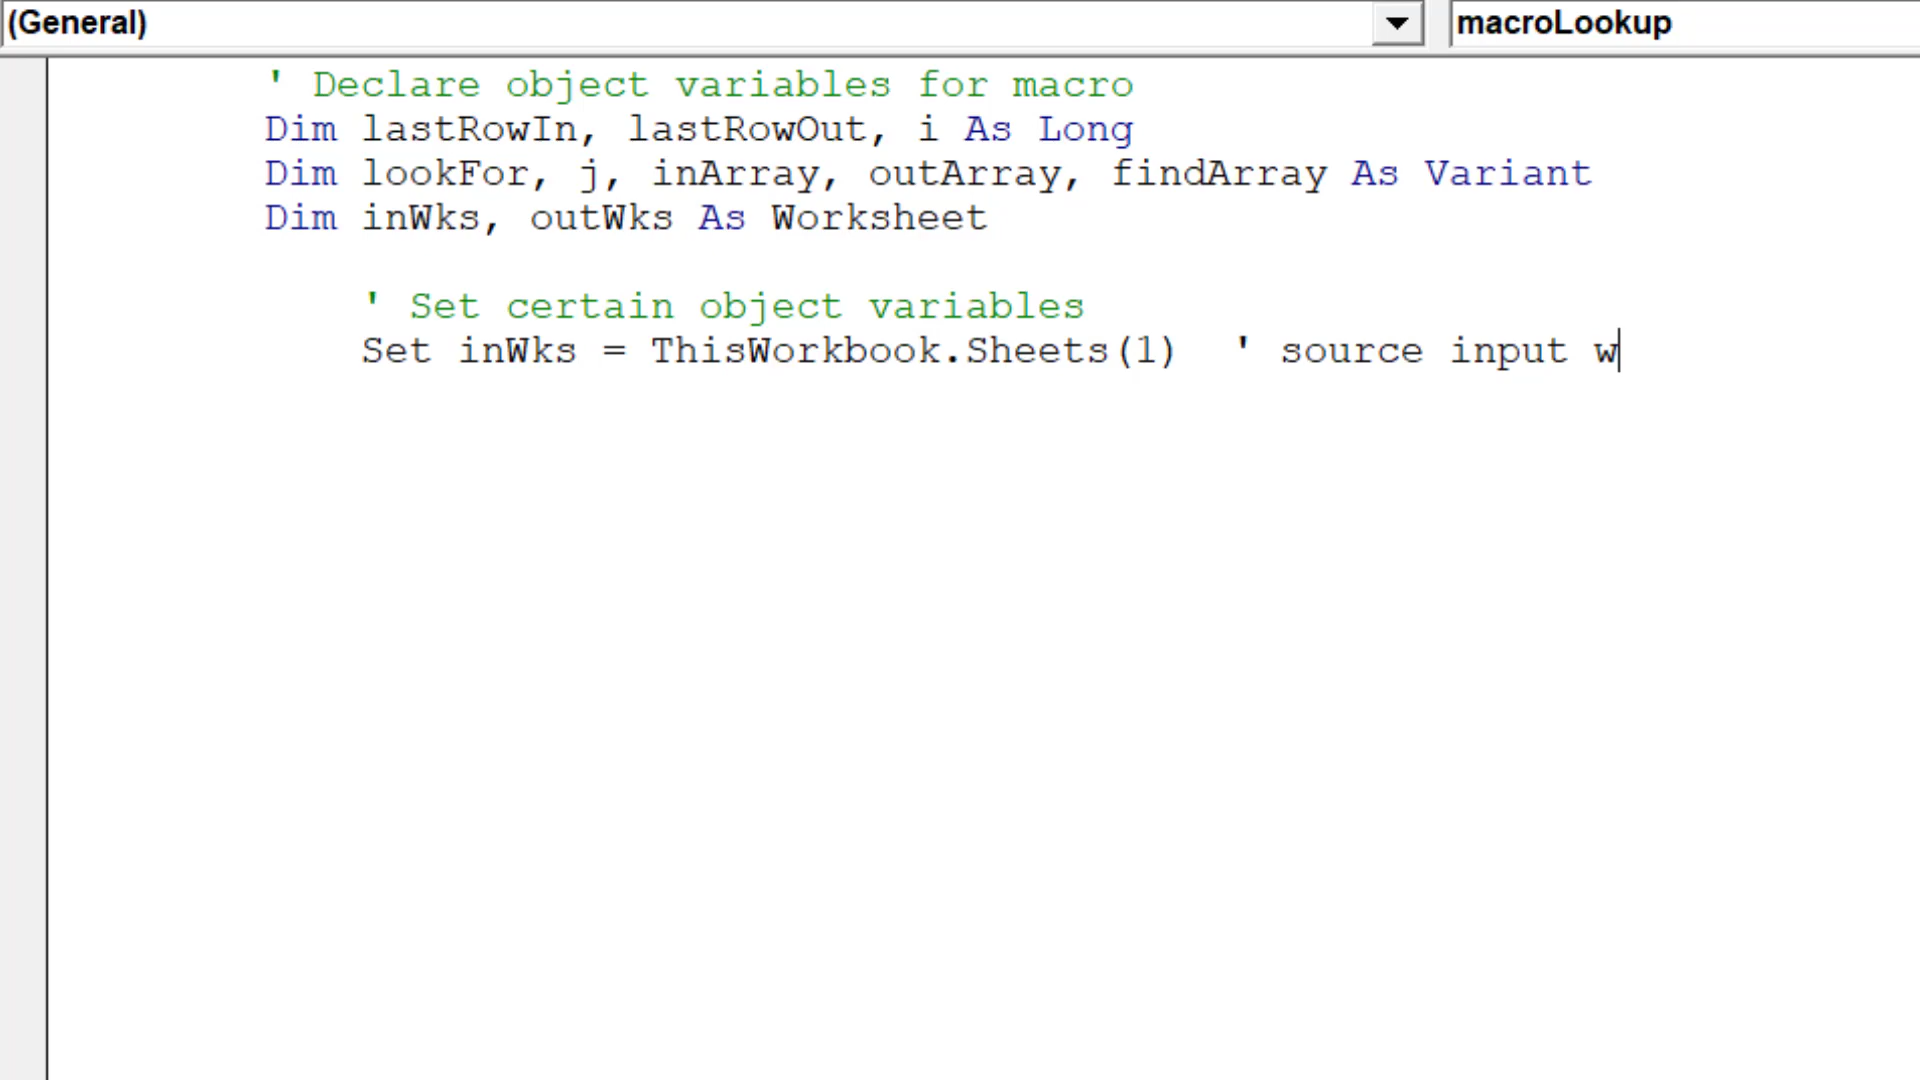 (General) macroLookup
' Declare object variables for macro
Dim lastRowIn, lastRowOut, i As Long
Dim lookFor, j, inArray, outArray, findArray As Variant
Dim inWks, outWks As Worksheet
' Set certain object variables
Set inWks = ThisWorkbook.Sheets(1)  ' source input w